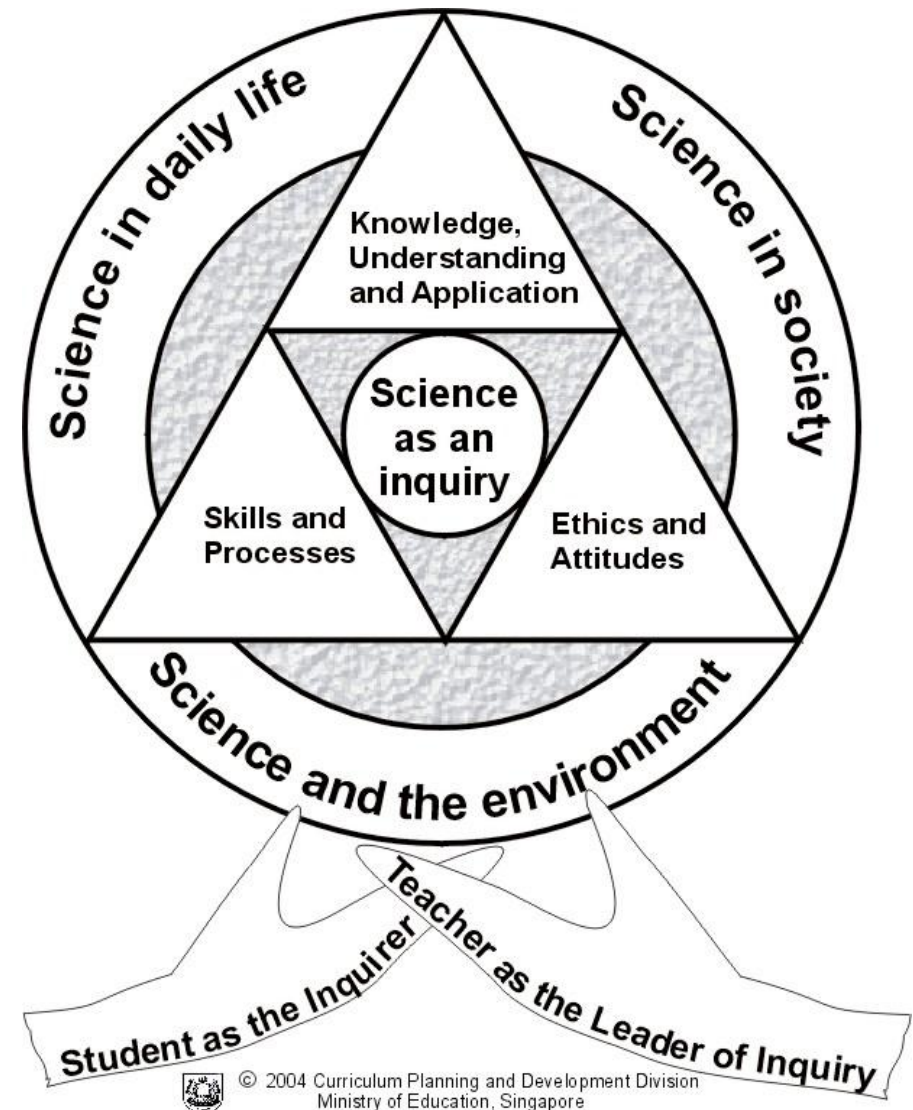 Science in daily life
Science in society
Knowledge,
Understanding
and Application
Science
as an
inquiry
Skills and
Processes
Ethics and
Attitudes
Science and the environment
Student as the Inquirer
Teacher as the Leader of Inquiry
© 2004 Curriculum Planning and Development Division
Ministry of Education, Singapore